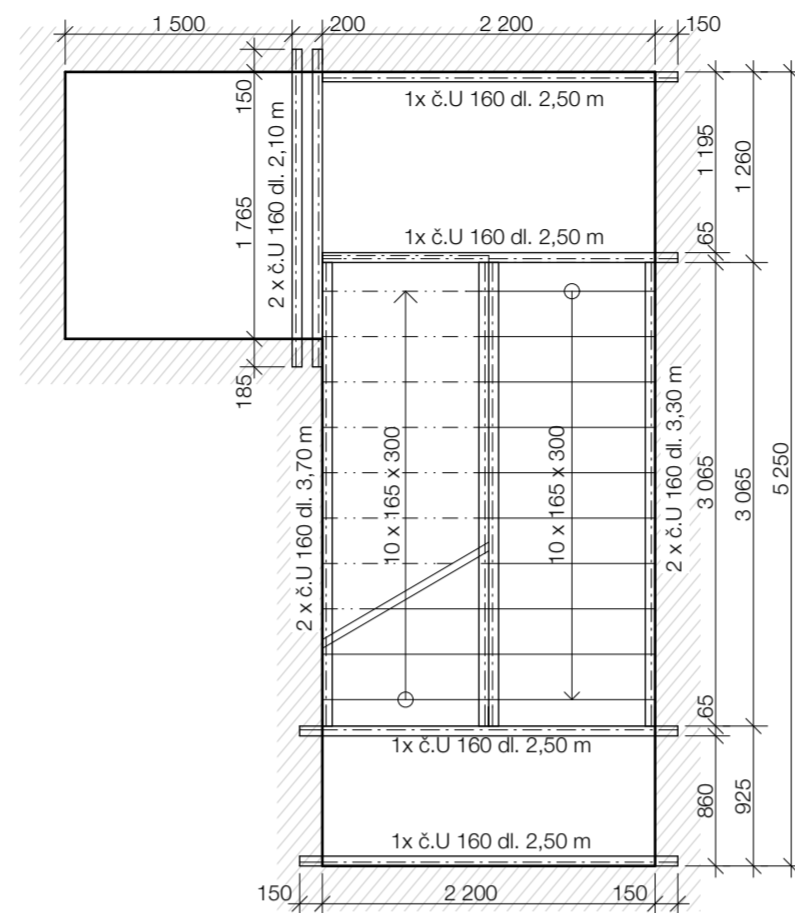 1 500
200
2 200
150
150
1 765
185
2 x č.U 160 dl. 2,10 m
1x č.U 160 dl. 2,50 m
1x č.U 160 dl. 2,50 m
1 195
65
1 260
2 x č.U 160 dl. 3,70 m
10 x 165 x 300
10 x 165 x 300
2 x č.U 160 dl. 3,30 m
3 065
3 065
5 250
65
1x č.U 160 dl. 2,50 m
860
925
1x č.U 160 dl. 2,50 m
150
2 200
150